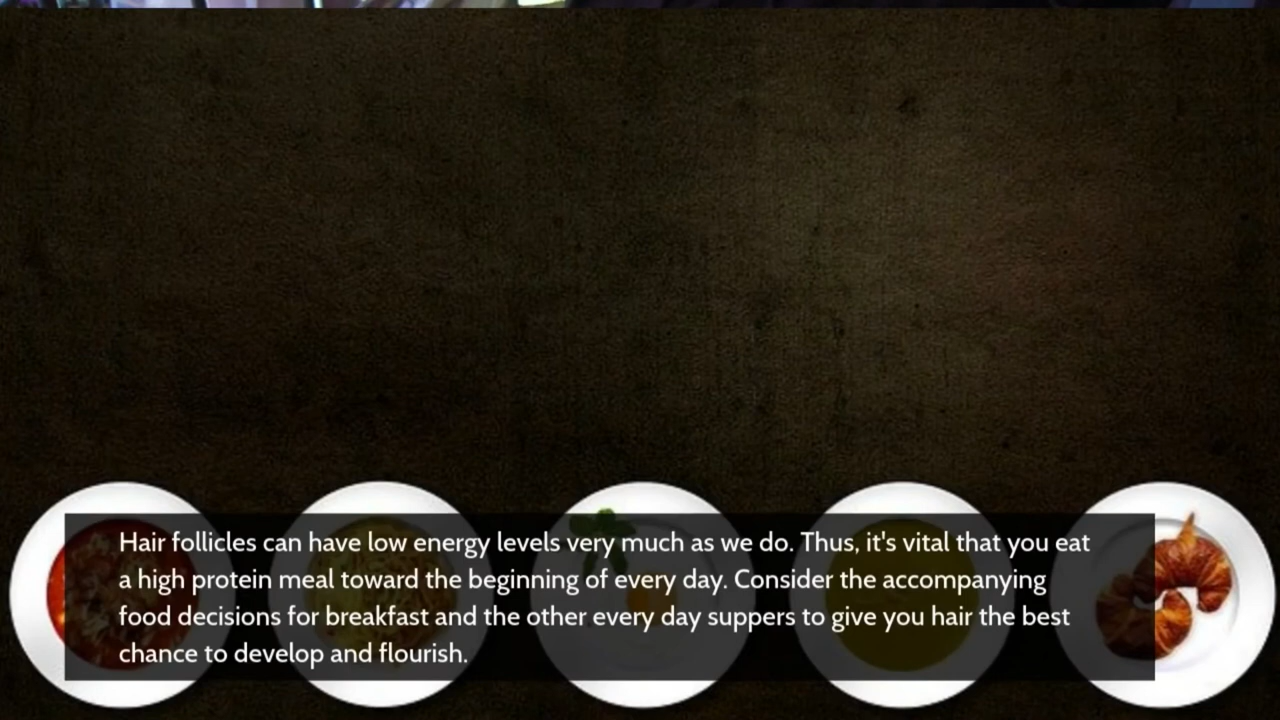 Hair follicles can have low energy levels very much as we do. Thus, it's vital that you eat
a high protein meal toward the beginning of every day. Consider the accompanying
food decisions for breakfast and the other every day suppers to give you hair the best
chance to develop and flourish.